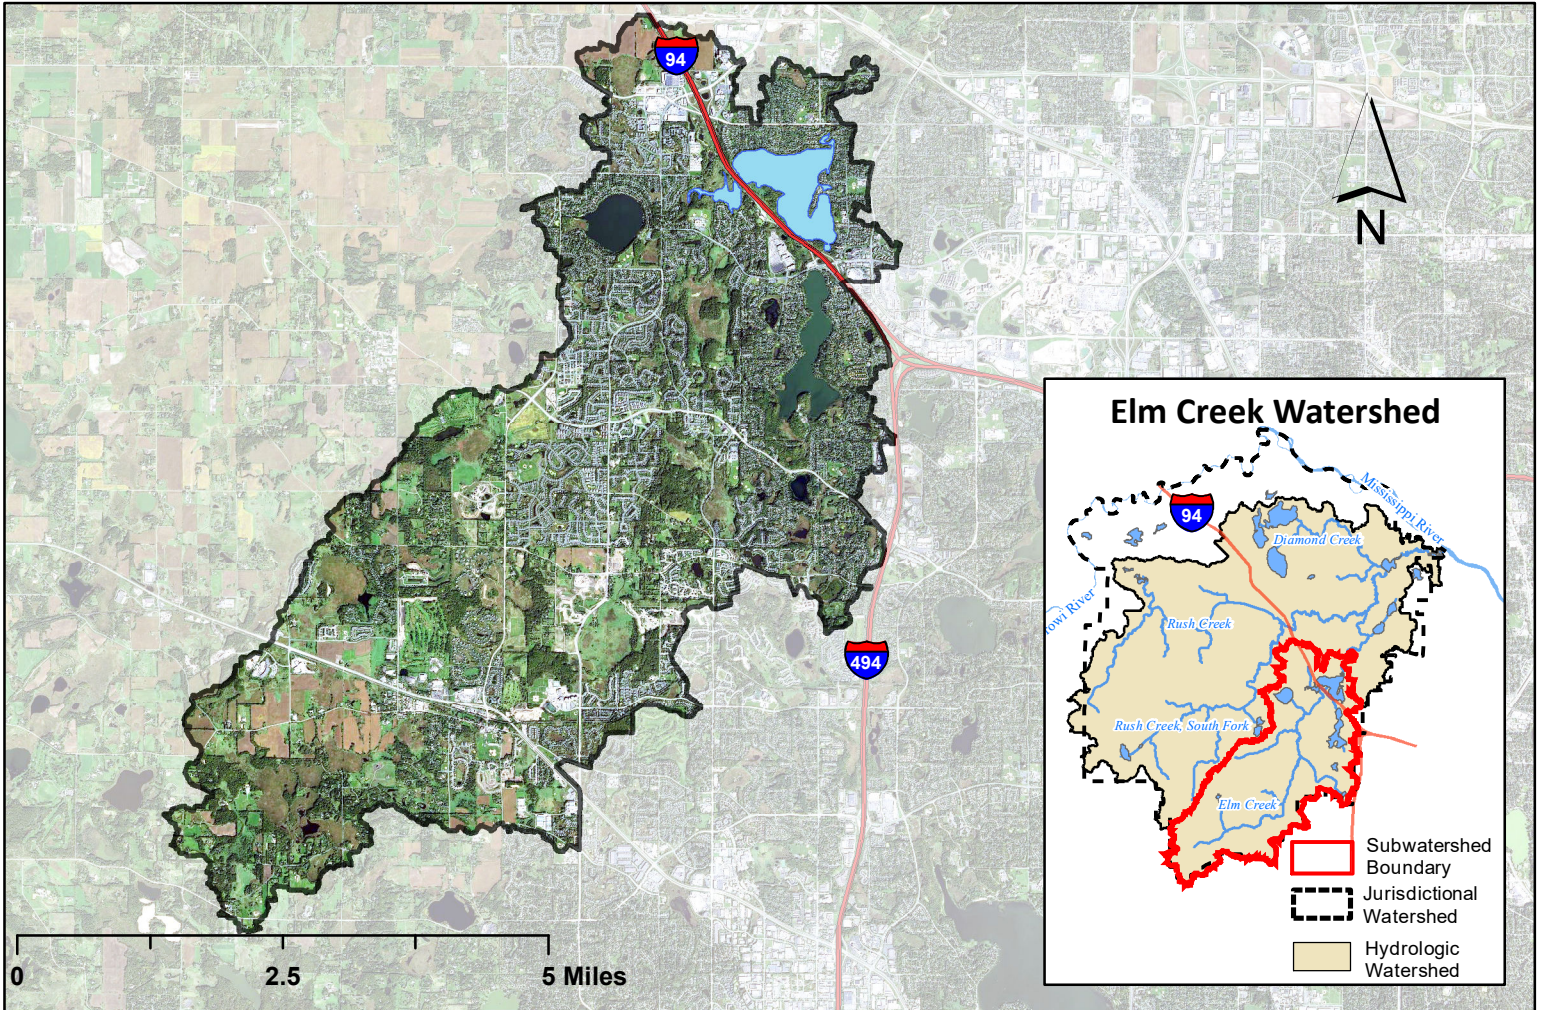 94
N
494
0 2.5 5 Miles
Elm Creek Watershed
94
Mississippi River
Diamond Creek
Rush Creek
Rush Creek, South Fork
Elm Creek
Subwatershed
Boundary
Jurisdictional
Watershed
Hydrologic
Watershed